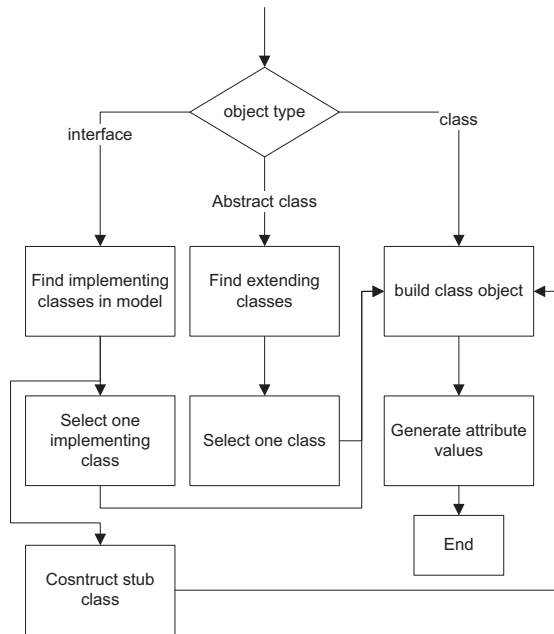 object type
interface
class
Abstract class
Find implementing
classes in model
Find extending
classes
build class object
Select one
implementing
class
Select one class
Generate attribute
values
End
Cosntruct stub
class